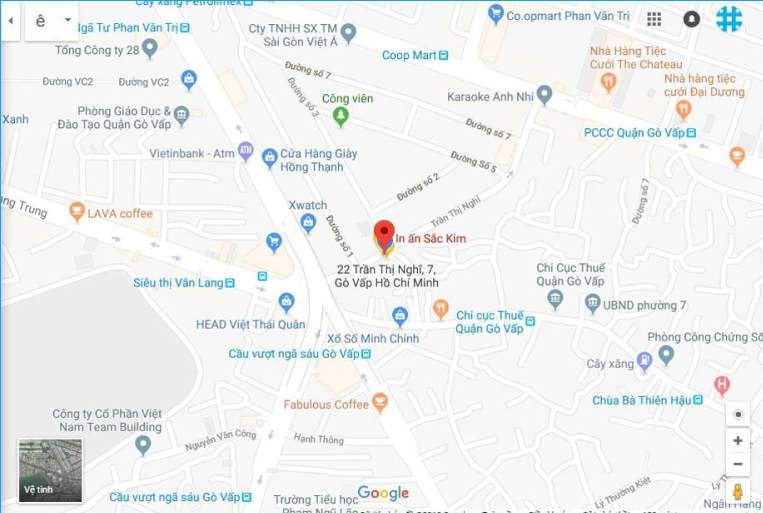 Cây xăng Petrolimex
Co.opmart Phan Văn Trị
ê
Ngã Tư Phan Văn Trị
Cty TNHH SX TM
Sài Gòn Việt Á
Tổng Công ty 28
Coop Mart
Nhà Hàng Tiệc
Cưới The Chateau
Đường số 7
Đường VC2
Đường VC2
Nhà hàng tiệc
cưới Đại Dương
Đường số 3
Công viên
Karaoke Anh Nhi
Phòng Giáo Dục &
Đào Tạo Quận Gò Vấp
Xanh
Đường số 7
PCCC Quận Gò Vấp
Vietinbank - Atm
ATM
Cửa Hàng Giày
Hồng Thạnh
Đường Số 5
Đường số 2
Đường số 7
Trần Thị Nghỉ
Xwatch
LAVA coffee
ang Trung
Đường số 1
In ấn Sắc Kim
22 Trần Thị Nghĩ, 7,
Gò Vấp Hồ Chí Minh
Siêu thị Văn Lang
Chi Cục Thuế
Quận Gò Vấp
UBND phường 7
HEAD Việt Thái Quân
Xổ Số Minh Chính
Chi cục Thuế
Quận Gò Vấp
Phòng Công Chứng Số
Cầu vượt ngã sáu Gò Vấp
Cây xăng
H
Chùa Bà Thiên Hậu
Fabulous Coffee
Công ty Cổ Phần Việt
Nam Team Building
Nguyễn Văn Công
Hạnh Thông
Vệ tinh
Cầu vượt ngã sáu Gò Vấp
Trường Tiểu học
Phạm Ngũ Lão
Google
Lý Thường Kiệt
Ngân Hàng